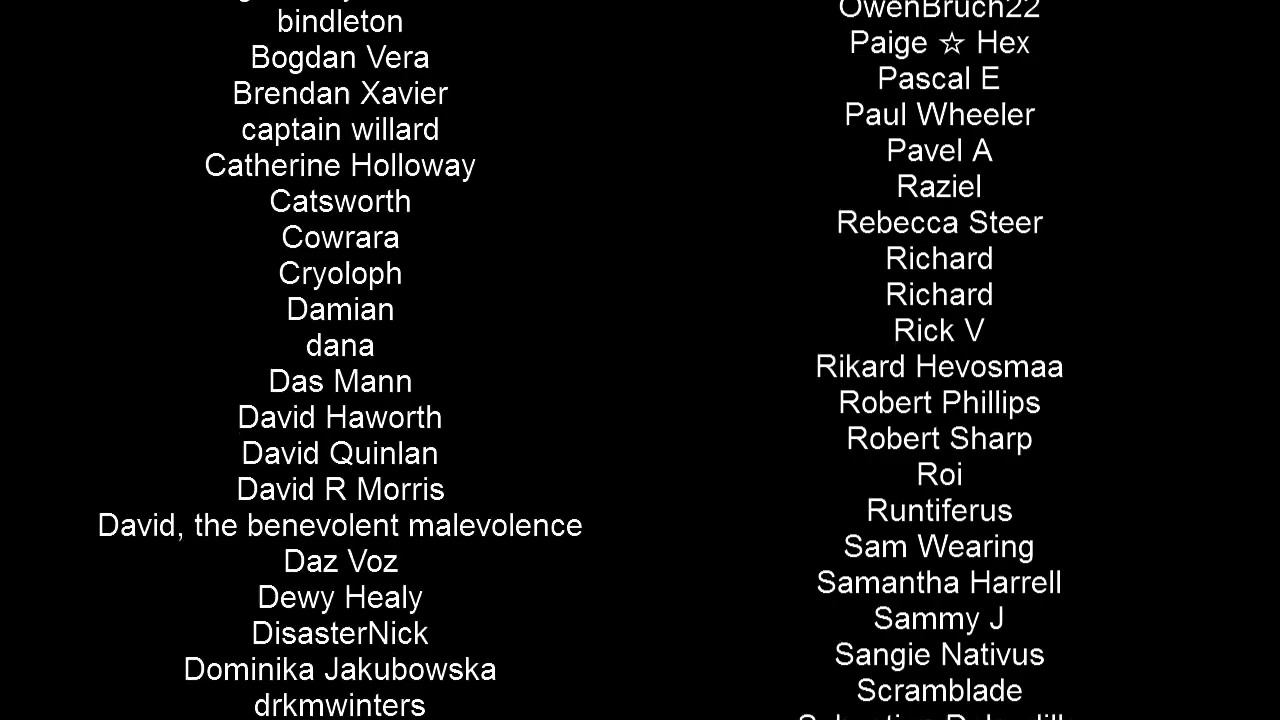 bindleton
Bogdan Vera
Brendan Xavier
captain willard
Catherine Holloway
Catsworth
Cowrara
Cryoloph
Damian
dana
Das Mann
David Haworth
David Quinlan
David R Morris
David, the benevolent malevolence
Daz Voz
Dewy Healy
DisasterNick
Dominika Jakubowska
drkmwinters
OwenBruch22
Paige ☆ Hex
Pascal E
Paul Wheeler
Pavel A
Raziel
Rebecca Steer
Richard
Richard
Rick V
Rikard Hevosmaa
Robert Phillips
Robert Sharp
Roi
Runtiferus
Sam Wearing
Samantha Harrell
Sammy J
Sangie Nativus
Scramblade